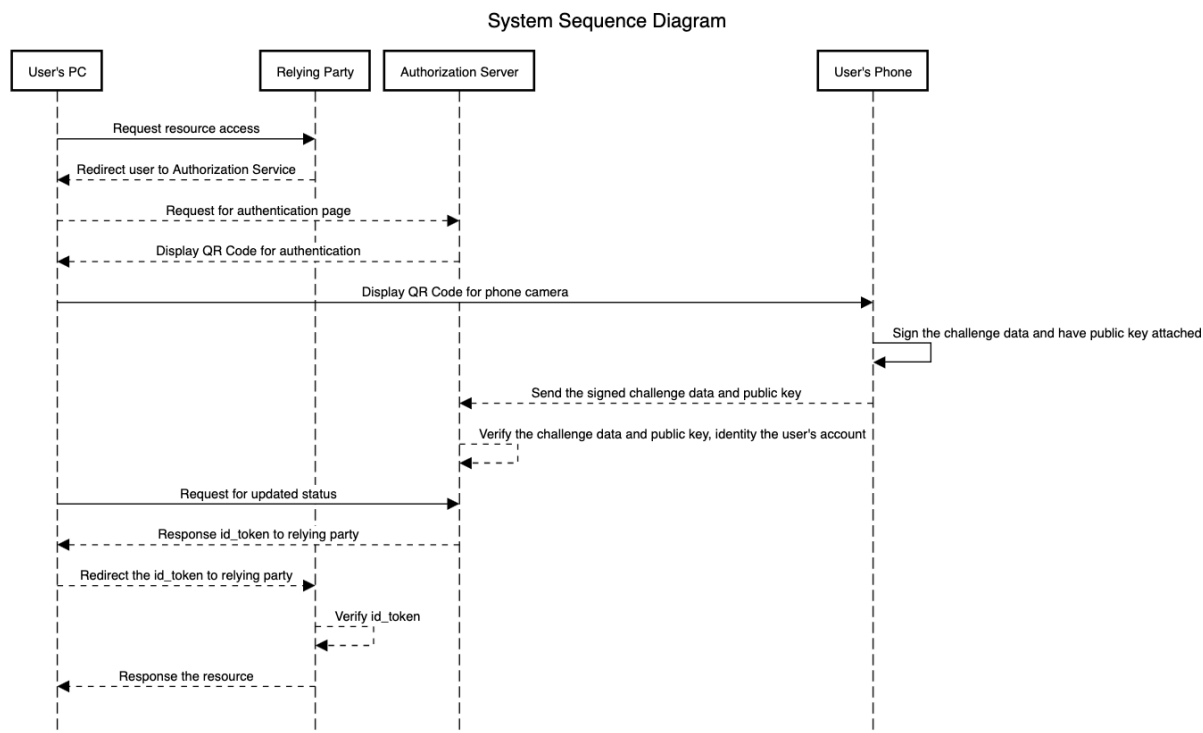 System Sequence Diagram
User's PC
Relying Party
Authorization Server
User's Phone
Request resource access
Redirect user to Authorization Service
Request for authentication page
Display QR Code for authentication
Display QR Code for phone camera
Sign the challenge data and have public key attached
Send the signed challenge data and public key
Verify the challenge data and public key, identity the user's account
Request for updated status
Response id_token to relying party
Redirect the id_token to relying party
Verify id_token
Response the resource